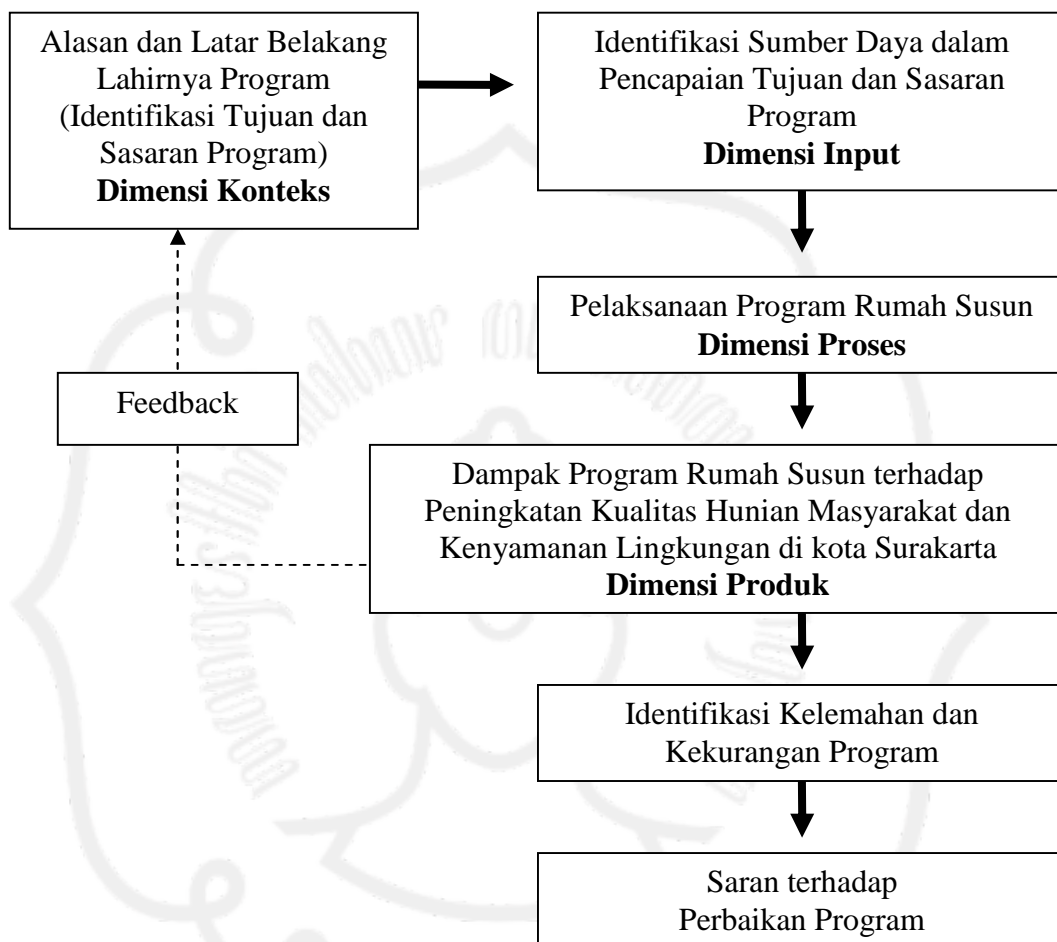 Alasan dan Latar Belakang
Lahirnya Program
(Identifikasi Tujuan dan
Sasaran Program)
Dimensi Konteks
Identifikasi Sumber Daya dalam
Pencapaian Tujuan dan Sasaran
Program
Dimensi Input
Pelaksanaan Program Rumah Susun
Dimensi Proses
Feedback
Dampak Program Rumah Susun terhadap
Peningkatan Kualitas Hunian Masyarakat dan
Kenyamanan Lingkungan di kota Surakarta
Dimensi Produk
Identifikasi Kelemahan dan
Kekurangan Program
Saran terhadap
Perbaikan Program